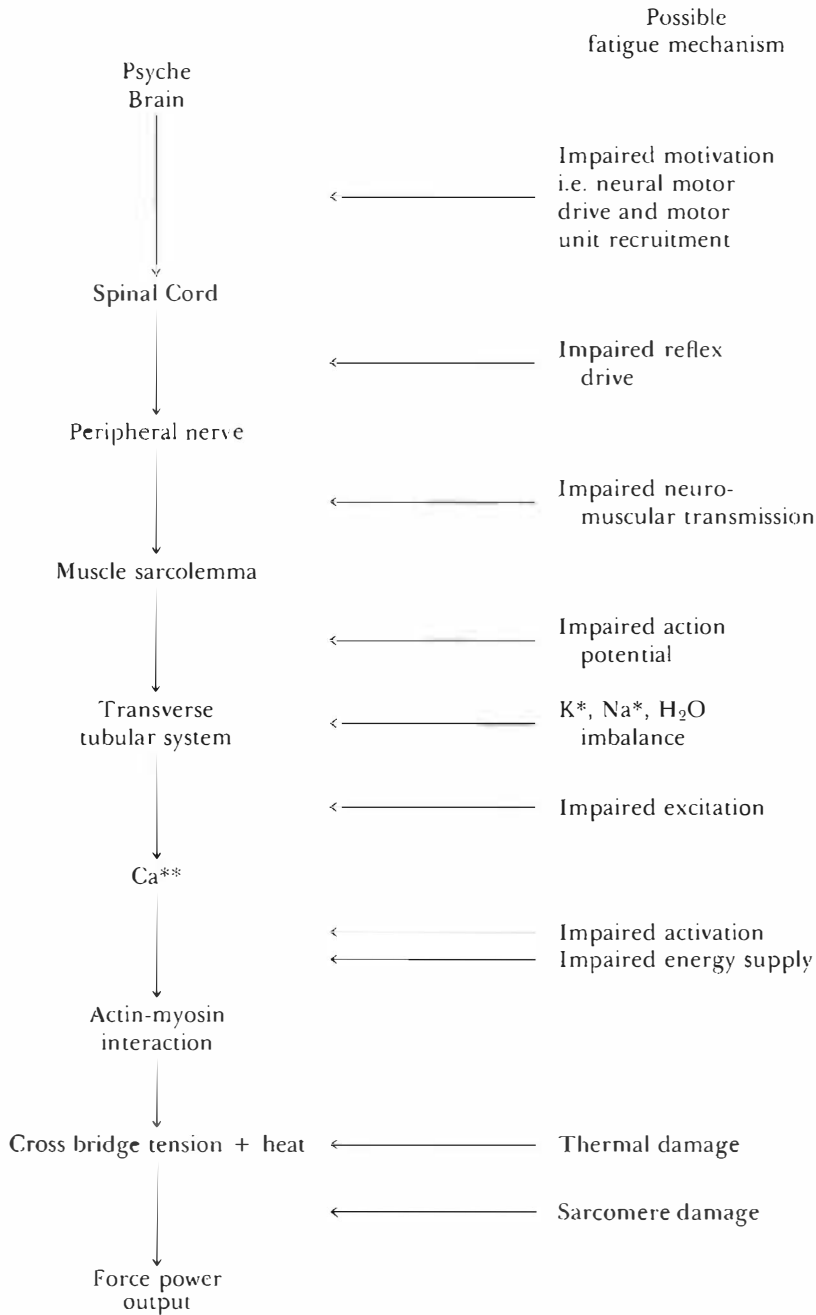 Possible
fatigue mechanism
Psyche
Brain
Impaired motivation
i.e. neural motor
drive and motor
unit recruitment
Spinal Cord
Impaired reflex
drive
Peripheral nerve
Impaired neuro-
muscular transmission
Muscle sarcolemma
Impaired action
potential
Transverse
tubular system
K*, Na*, H₂O
imbalance
Impaired excitation
Ca**
Impaired activation
Impaired energy supply
Actin-myosin
interaction
Cross bridge tension + heat
Thermal damage
Sarcomere damage
Force power
output